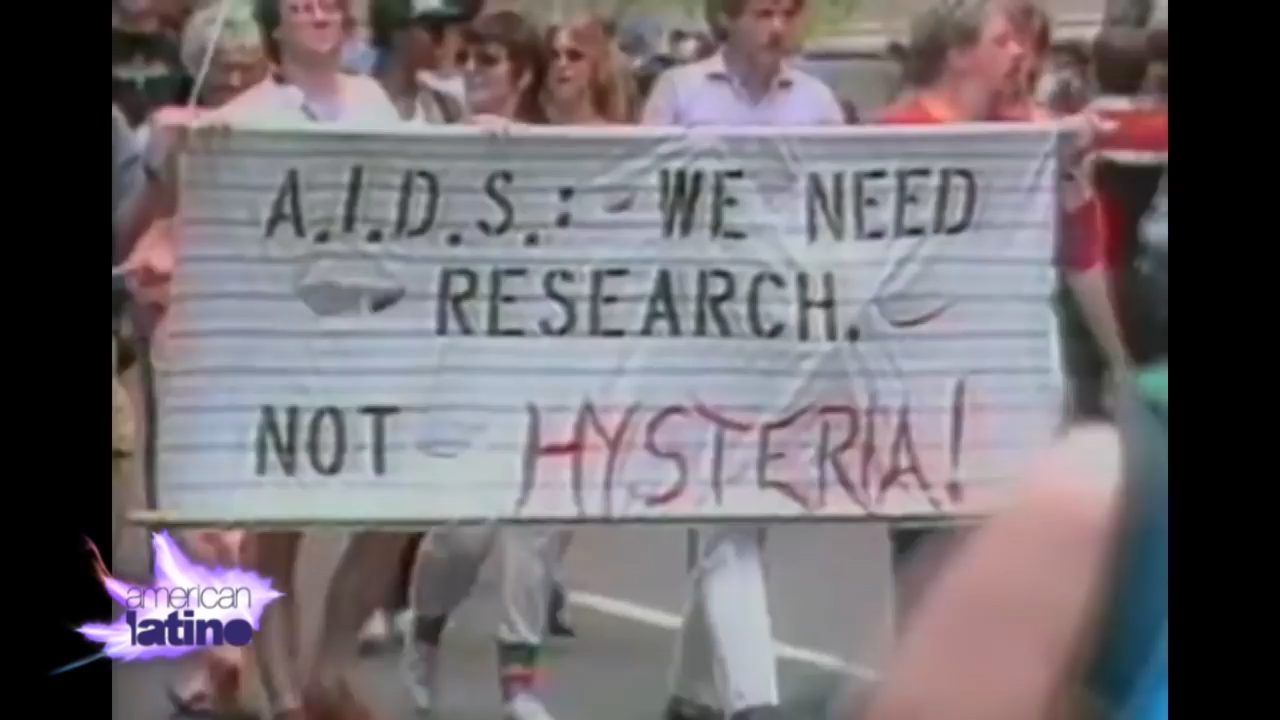 A.I.D.S.:- WE NEED
RESEARCH.
NOT - HYSTERIA!
american
latino